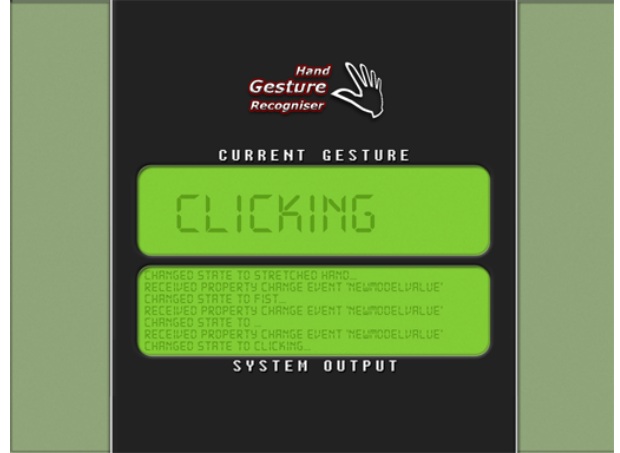 Hand
Gesture
Recogniser
CURRENT GESTURE
CLICKING
CHANGED STATE TO STRETCHED HAND...
RECEIVED PROPERTY CHANGE EVENT 'NEWMODELVALUE'
CHANGED STATE TO FIST...
RECEIVED PROPERTY CHANGE EVENT 'NEWMODELVALUE'
CHANGED STATE TO ...
RECEIVED PROPERTY CHANGE EVENT 'NEWMODELVALUE'
CHANGED STATE TO CLICKING...
SYSTEM OUTPUT